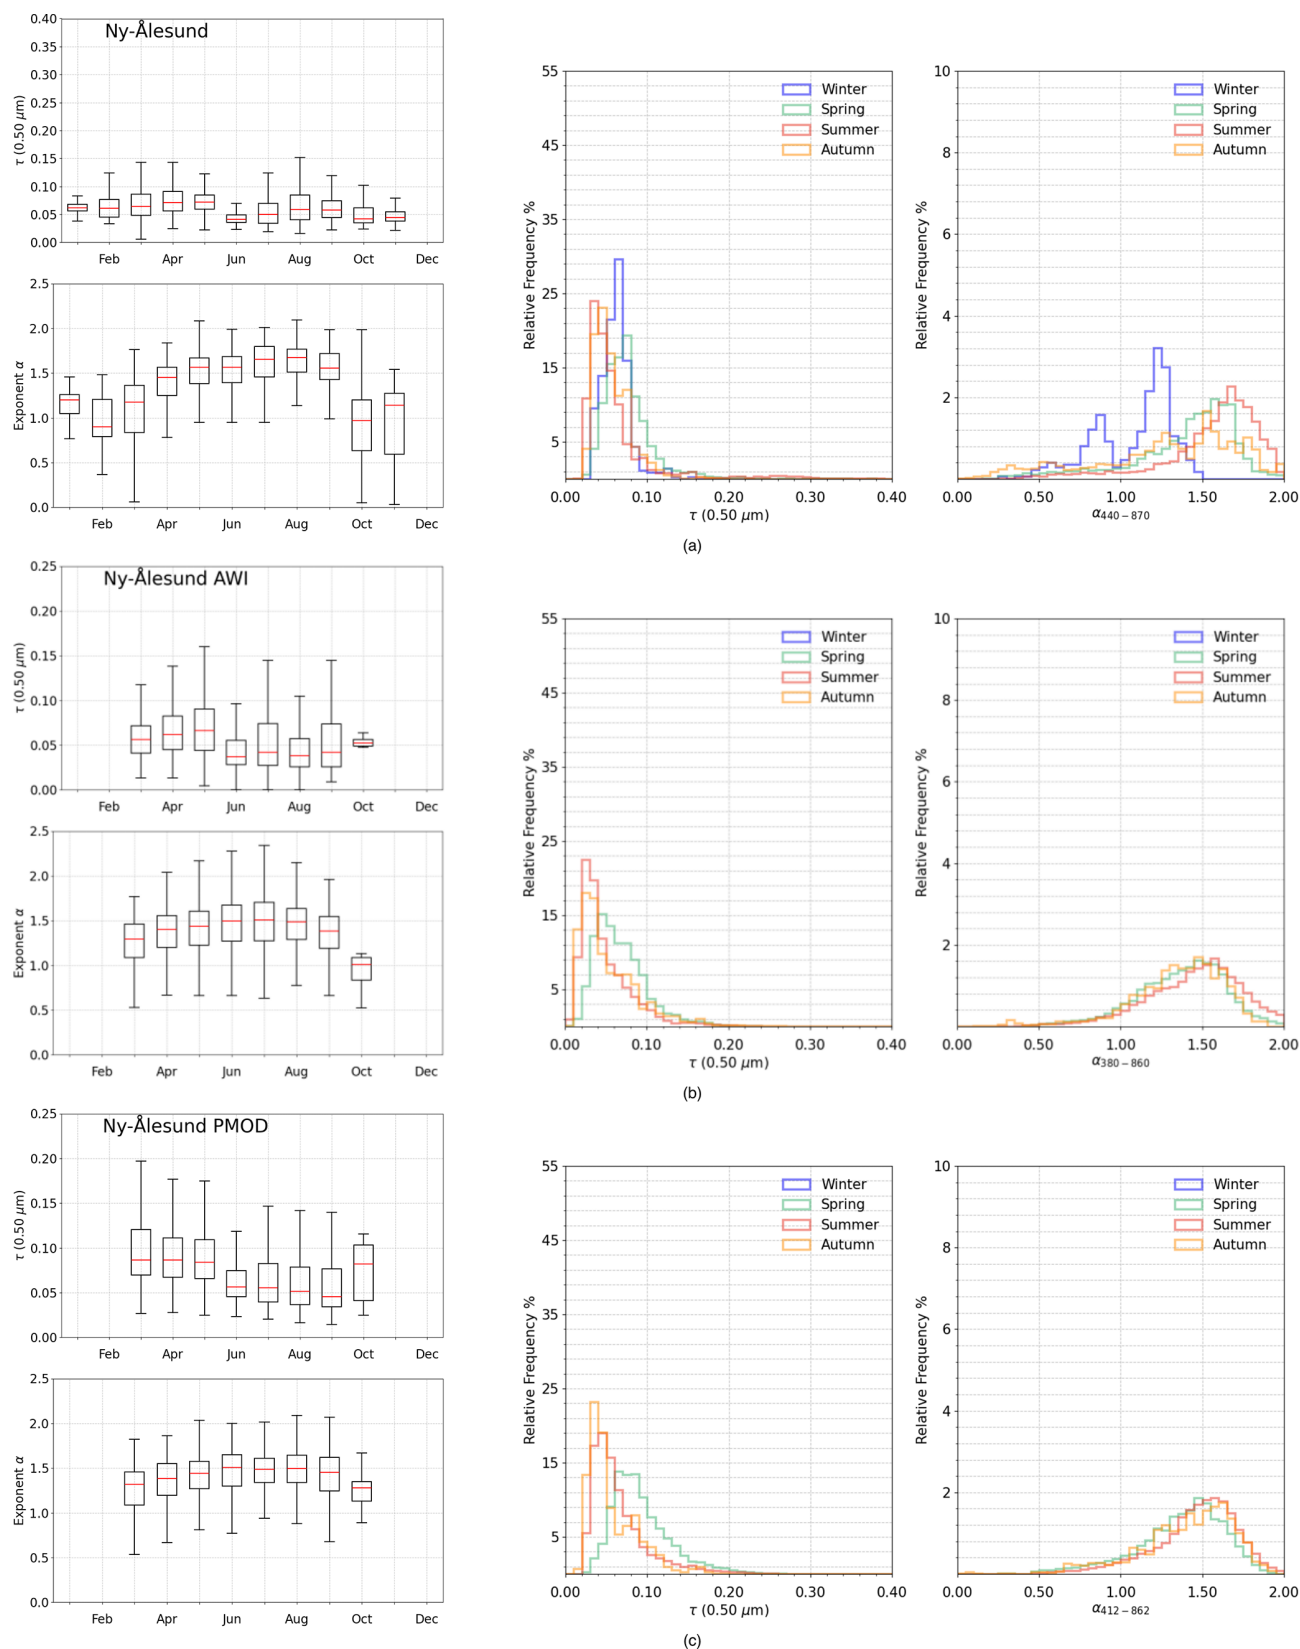 Ny-Ålesund
0.40
0.35
0.30
0.25
0.20
0.15
0.10
0.05
0.00
τ (0.50 μm)
Feb Apr Jun Aug Oct Dec
2.5
2.0
1.5
1.0
0.5
0.0
Exponent α
Feb Apr Jun Aug Oct Dec
55
45
35
25
15
5
Relative Frequency %
Winter
Spring
Summer
Autumn
0.00 0.10 0.20 0.30 0.40
τ (0.50 μm)
10
8
6
4
2
Relative Frequency %
Winter
Spring
Summer
Autumn
0.00 0.50 1.00 1.50 2.00
α440−870
(a)
Ny-Ålesund AWI
0.25
0.20
0.15
0.10
0.05
0.00
τ (0.50 μm)
Feb Apr Jun Aug Oct Dec
2.5
2.0
1.5
1.0
0.5
0.0
Exponent α
Feb Apr Jun Aug Oct Dec
55
45
35
25
15
5
Relative Frequency %
Winter
Spring
Summer
Autumn
0.00 0.10 0.20 0.30 0.40
τ (0.50 μm)
10
8
6
4
2
Relative Frequency %
Winter
Spring
Summer
Autumn
0.00 0.50 1.00 1.50 2.00
α380−860
(b)
Ny-Ålesund PMOD
0.25
0.20
0.15
0.10
0.05
0.00
τ (0.50 μm)
Feb Apr Jun Aug Oct Dec
2.5
2.0
1.5
1.0
0.5
0.0
Exponent α
Feb Apr Jun Aug Oct Dec
55
45
35
25
15
5
Relative Frequency %
Winter
Spring
Summer
Autumn
0.00 0.10 0.20 0.30 0.40
τ (0.50 μm)
10
8
6
4
2
Relative Frequency %
Winter
Spring
Summer
Autumn
0.00 0.50 1.00 1.50 2.00
α412−862
(c)